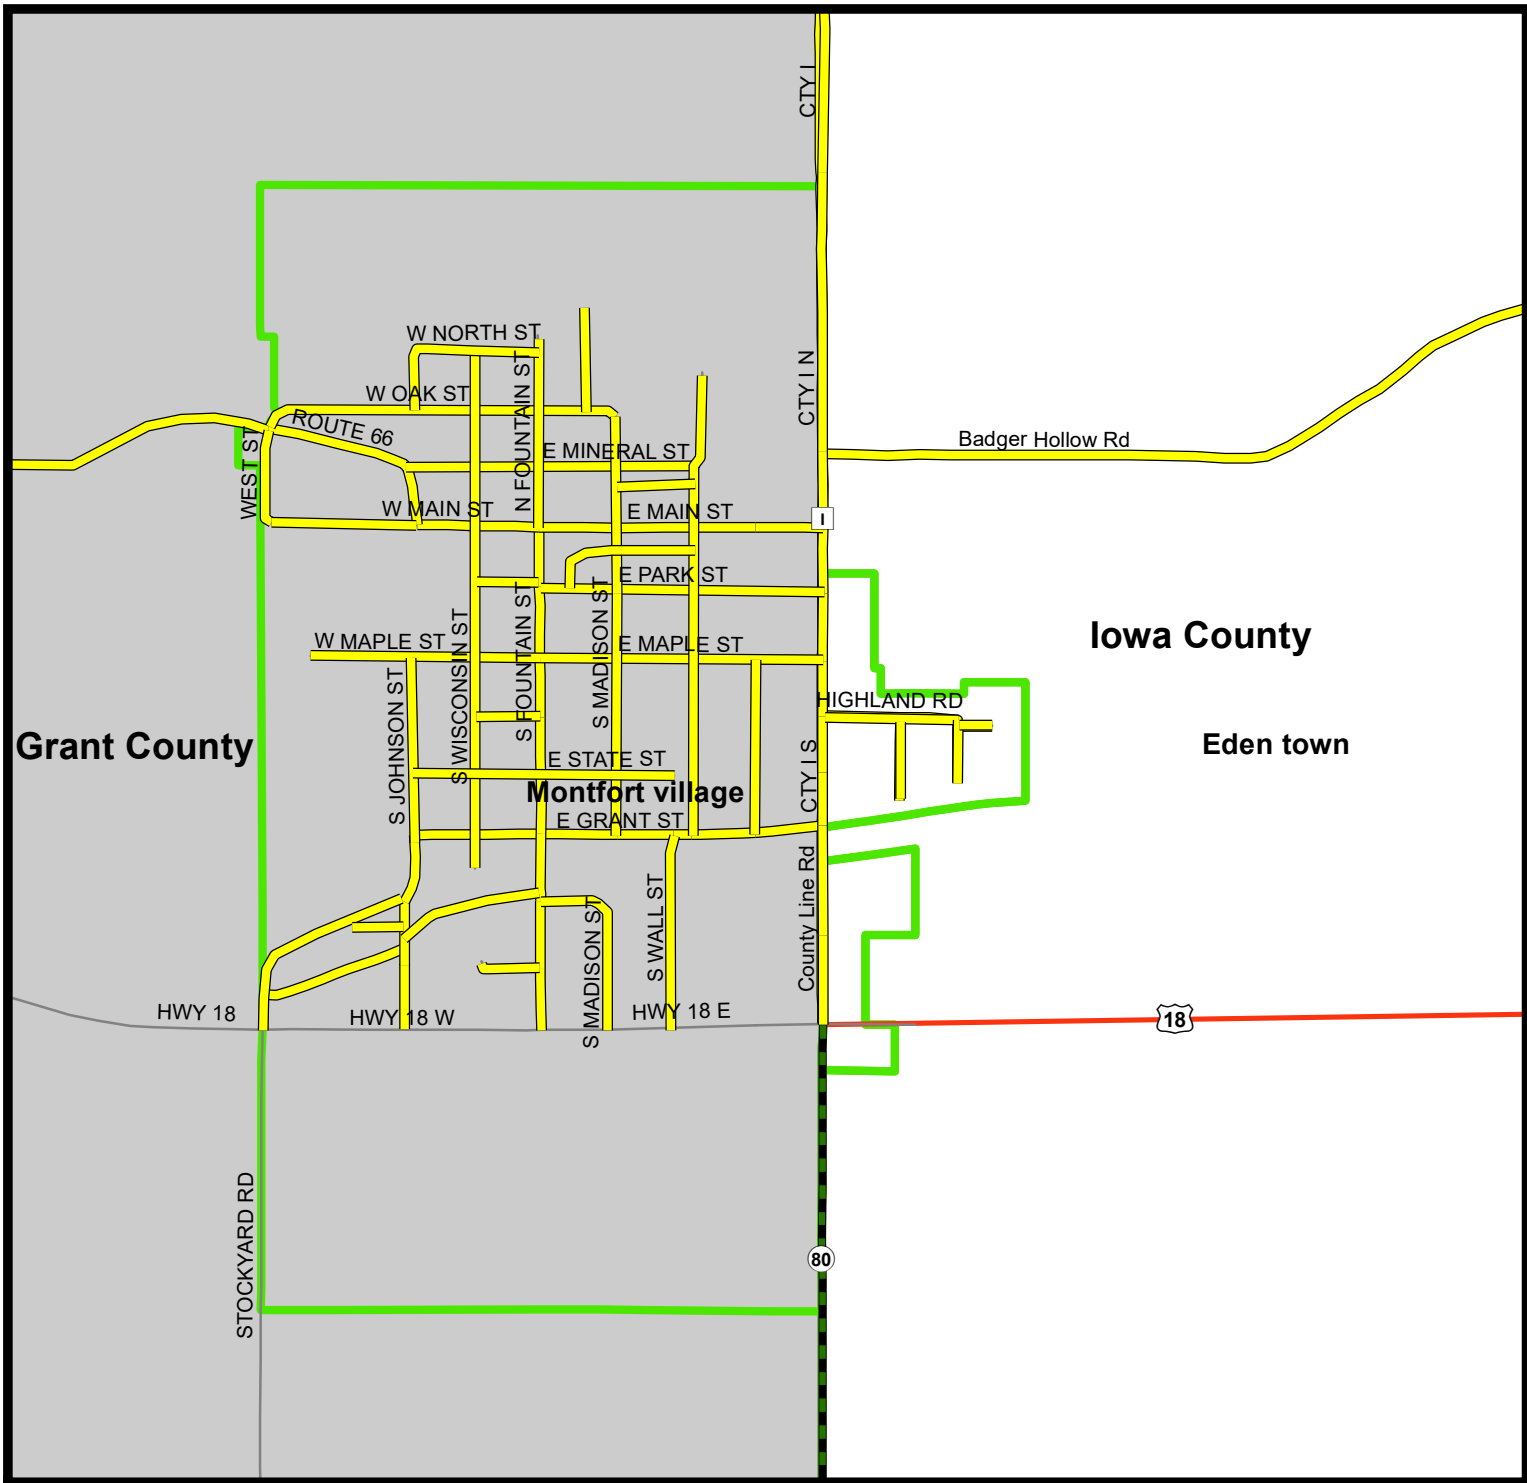 CTY I
W NORTH ST
CTY I N
W OAK ST
N FOUNTAIN ST
ROUTE 66
Badger Hollow Rd
WEST ST
E MINERAL ST
W MAIN ST
E MAIN ST
I
E PARK ST
Iowa County
W MAPLE ST
S WISCONSIN ST
S FOUNTAIN ST
S MADISON ST
E MAPLE ST
HIGHLAND RD
S JOHNSON ST
Grant County
Eden town
E STATE ST
CTY I S
Montfort village
E GRANT ST
County Line Rd
S WALL ST
S MADISON ST
HWY 18
HWY 18 W
HWY 18 E
18
STOCKYARD RD
80